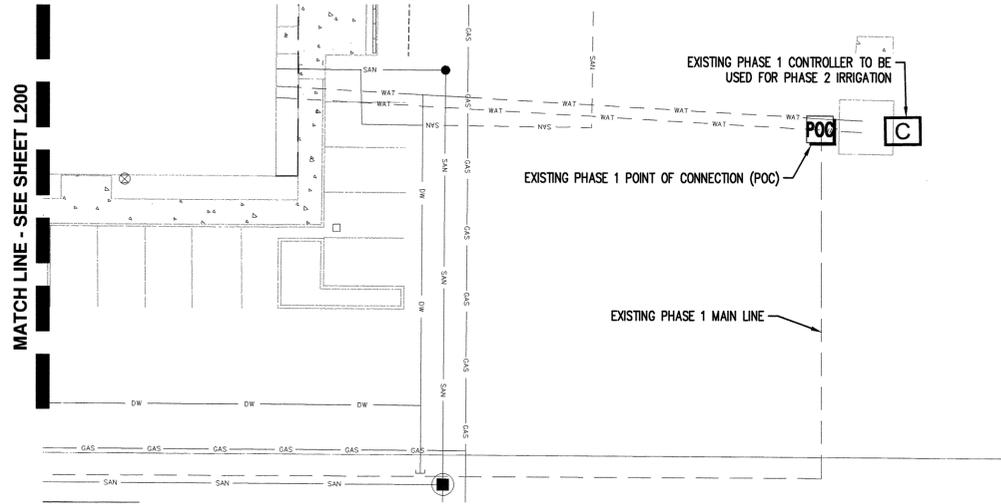 MATCH LINE - SEE SHEET L200
SAN
GAS
SAN
EXISTING PHASE 1 CONTROLLER TO BE
USED FOR PHASE 2 IRRIGATION
WAT
WAT
WAT
WAT
WAT
WAT
WAT
WAT
GAS
SAN
SAN
POC
C
SAN
EXISTING PHASE 1 POINT OF CONNECTION (POC)
DW
GAS
SAN
GAS
DW
EXISTING PHASE 1 MAIN LINE
GAS
SAN
DW
DW
DW
GAS
GAS
GAS
GAS
GAS
GAS
GAS
SAN
SAN
SAN